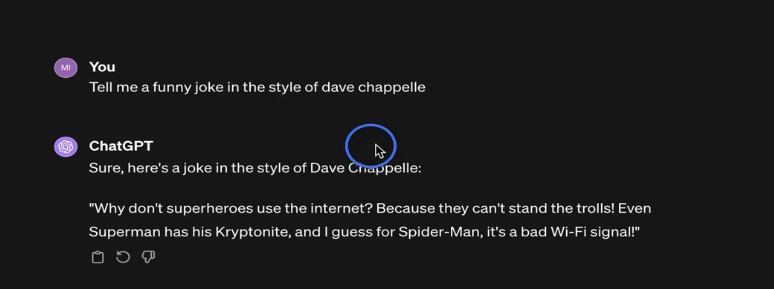 MI
You
Tell me a funny joke in the style of dave chappelle
ChatGPT
Sure, here's a joke in the style of Dave Chappelle:
"Why don't superheroes use the internet? Because they can't stand the trolls! Even
Superman has his Kryptonite, and I guess for Spider-Man, it's a bad Wi-Fi signal!"